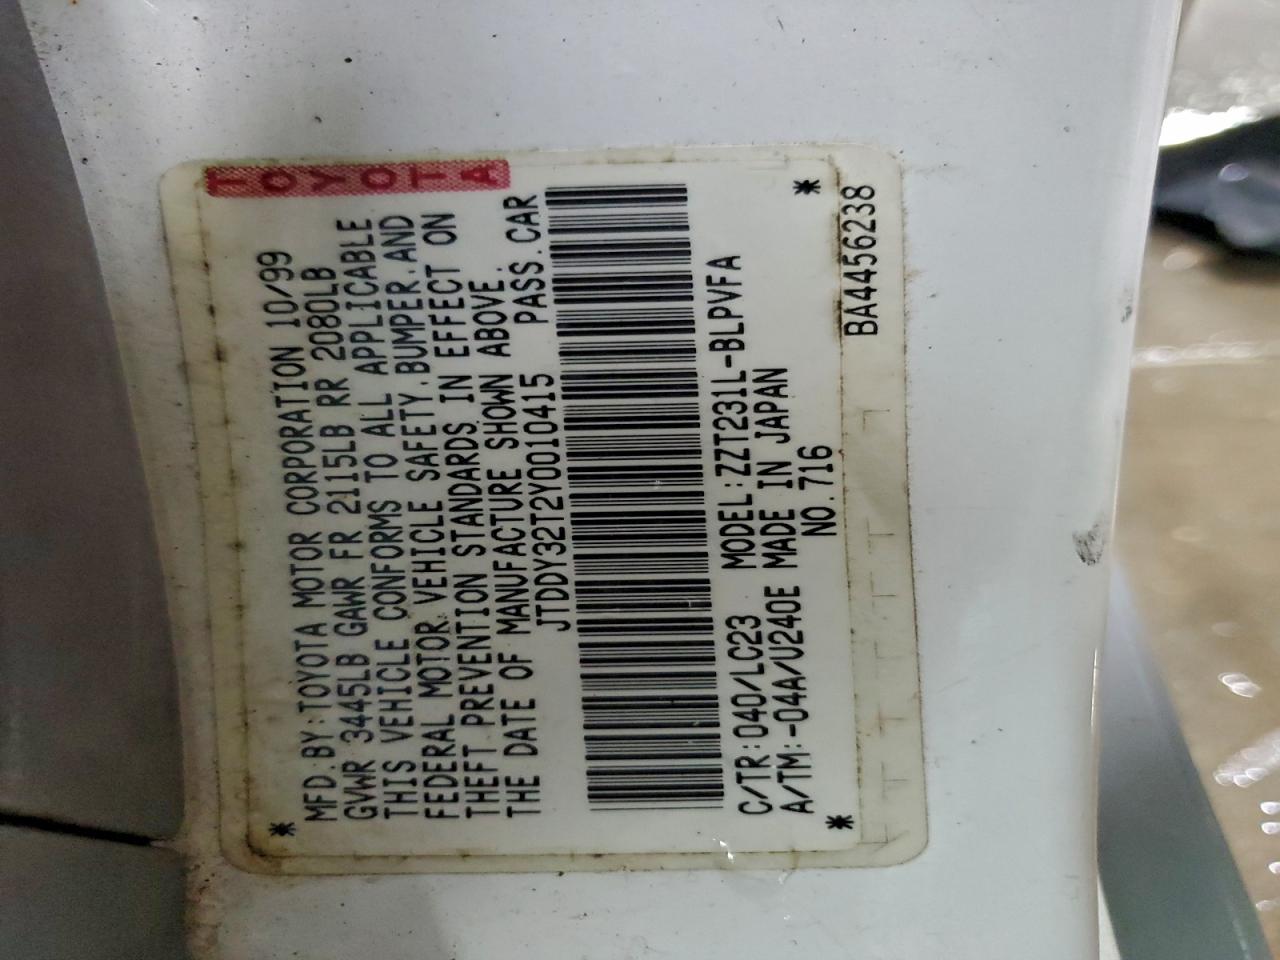 TOYOTA
* MFD.BY:TOYOTA MOTOR CORPORATION 10/99
GVWR 3445LB GAWR FR 2115LB RR 2080LB
THIS VEHICLE CONFORMS TO ALL APPLICABLE
FEDERAL MOTOR VEHICLE SAFETY,BUMPER,AND
THEFT PREVENTION STANDARDS IN EFFECT ON
THE DATE OF MANUFACTURE SHOWN ABOVE.
JTDDY32T2Y0010415 PASS.CAR
C/TR:040/LC23 MODEL:ZZT231L-BLPVFA
A/TM:-04A/U240E MADE IN JAPAN *
* NO.716
BA4456238